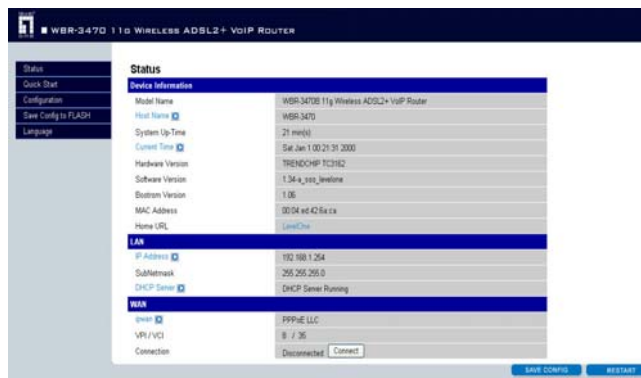 WBR-3470 11g Wireless ADSL2+ VoIP Router
Status
Quick Start
Configuration
Save Config to FLASH
Language
Status
Device Information
Model Name WBR-3470B 11g Wireless ADSL2+ VoIP Router
Host Name WBR-3470
System Up-Time 21 min(s)
Current Time Sat Jan 1 00:21:31 2000
Hardware Version TRENDCHIP TC3162
Software Version
Bootrom Version 1.06
MAC Address 00:04:ed:42:6a:ca
Home URL LevelOne
LAN
IP Address 192.168.1.254
SubNetmask 255.255.255.0
DHCP Server DHCP Server Running
WAN
ipwan PPPoE LLC
VPI / VCI 8 / 35
Connection Disconnected Connect
SAVE CONFIG RESTART